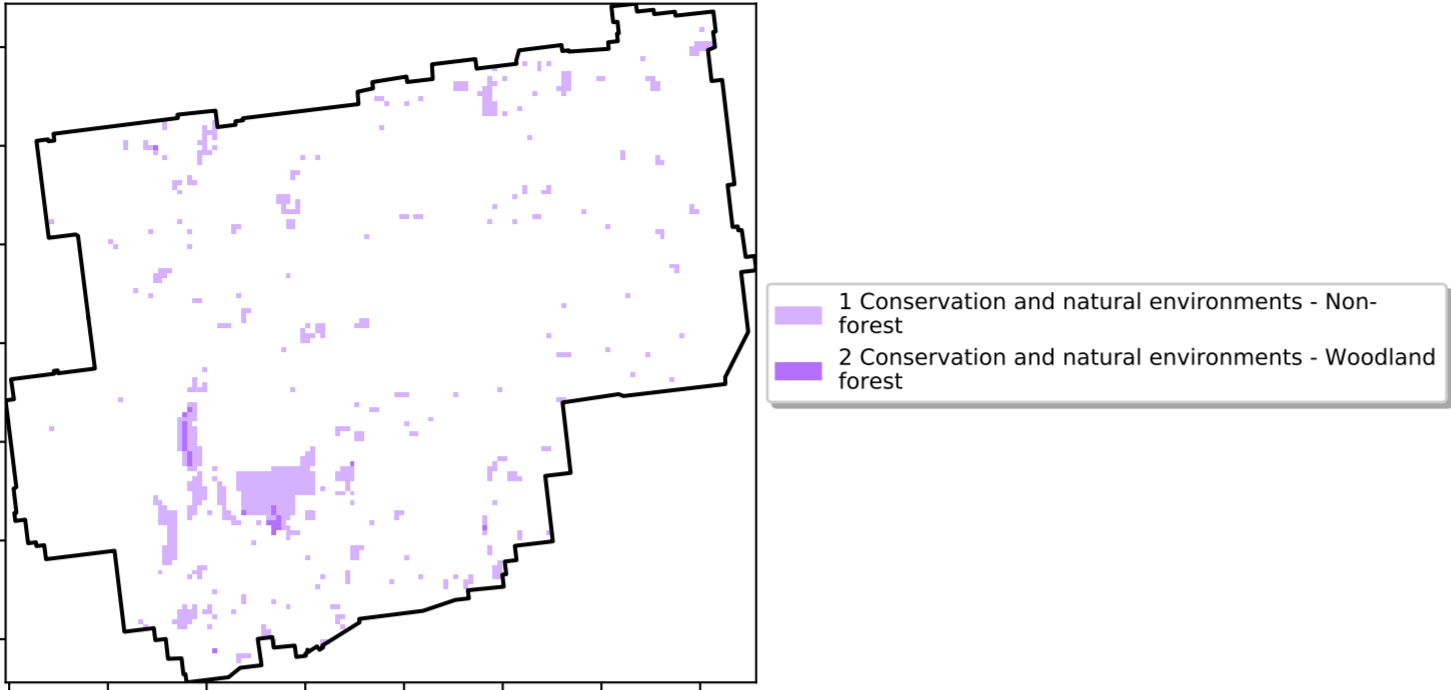 1 Conservation and natural environments - Non-
forest
2 Conservation and natural environments - Woodland
forest